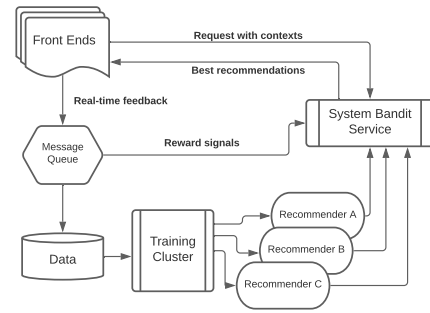 Front Ends
Request with contexts
Best recommendations
Real-time feedback
System Bandit
Service
Message
Queue
Reward signals
Recommender A
Training
Cluster
Recommender B
Data
Recommender C